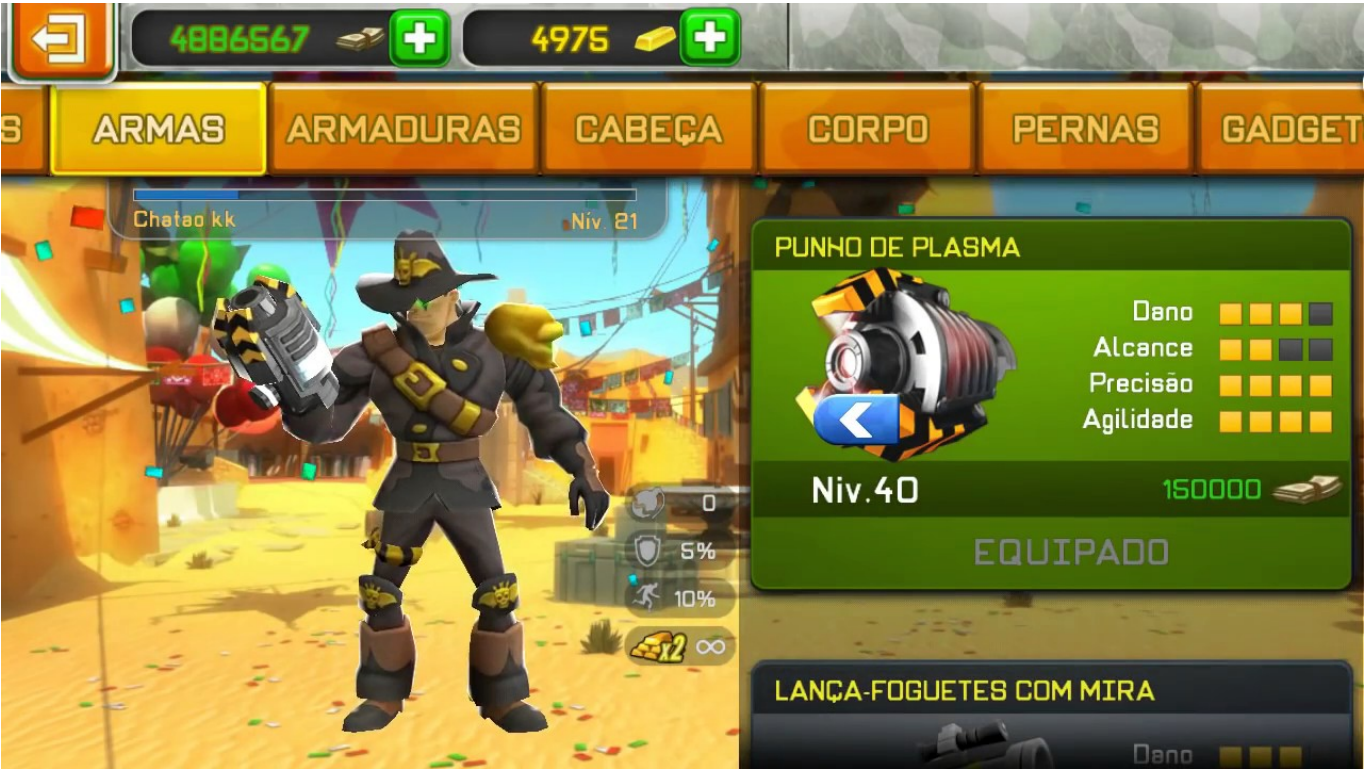 4886567
4975
S
ARMAS
ARMADURAS
CABEÇA
CORPO
PERNAS
GADGET
Chatao kk
Nív. 21
PUNHO DE PLASMA
Dano
Alcance
Precisão
Agilidade
Niv.40
150000
EQUIPADO
0
5%
10%
x2 ∞
LANÇA-FOGUETES COM MIRA
Dano